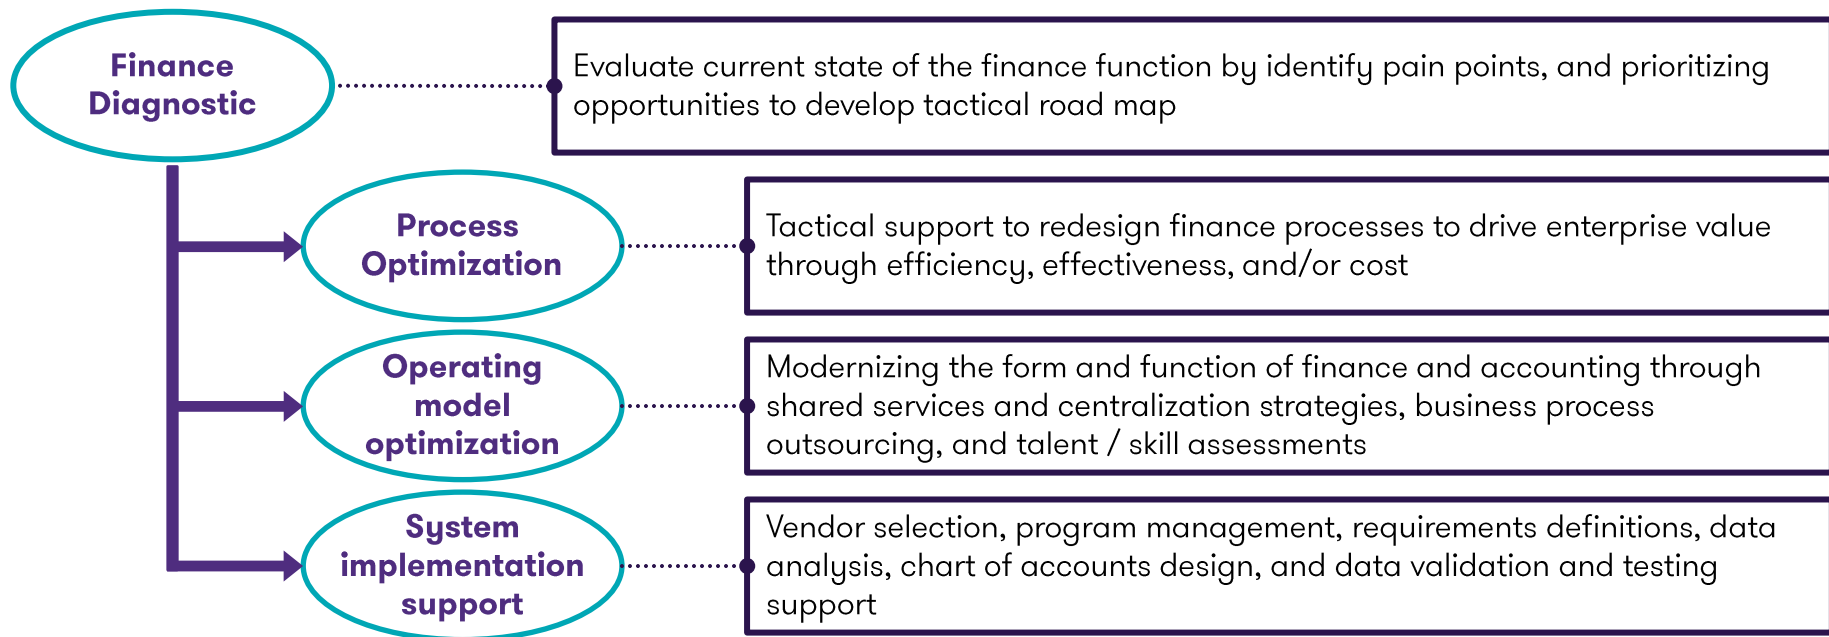 Finance
Diagnostic
Evaluate current state of the finance function by identify pain points, and prioritizing
opportunities to develop tactical road map
Process
Optimization
Tactical support to redesign finance processes to drive enterprise value
through efficiency, effectiveness, and/or cost
Operating
model
optimization
Modernizing the form and function of finance and accounting through
shared services and centralization strategies, business process
outsourcing, and talent / skill assessments
System
implementation
support
Vendor selection, program management, requirements definitions, data
analysis, chart of accounts design, and data validation and testing
support